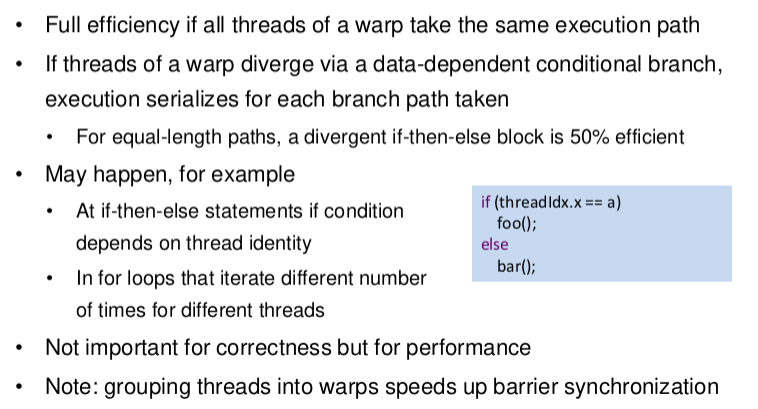 • Full efficiency if all threads of a warp take the same execution path
• If threads of a warp diverge via a data-dependent conditional branch,
execution serializes for each branch path taken
• For equal-length paths, a divergent if-then-else block is 50% efficient
• May happen, for example
• At if-then-else statements if condition
depends on thread identity
• In for loops that iterate different number
of times for different threads
if (threadIdx.x == a)
foo();
else
bar();
• Not important for correctness but for performance
• Note: grouping threads into warps speeds up barrier synchronization